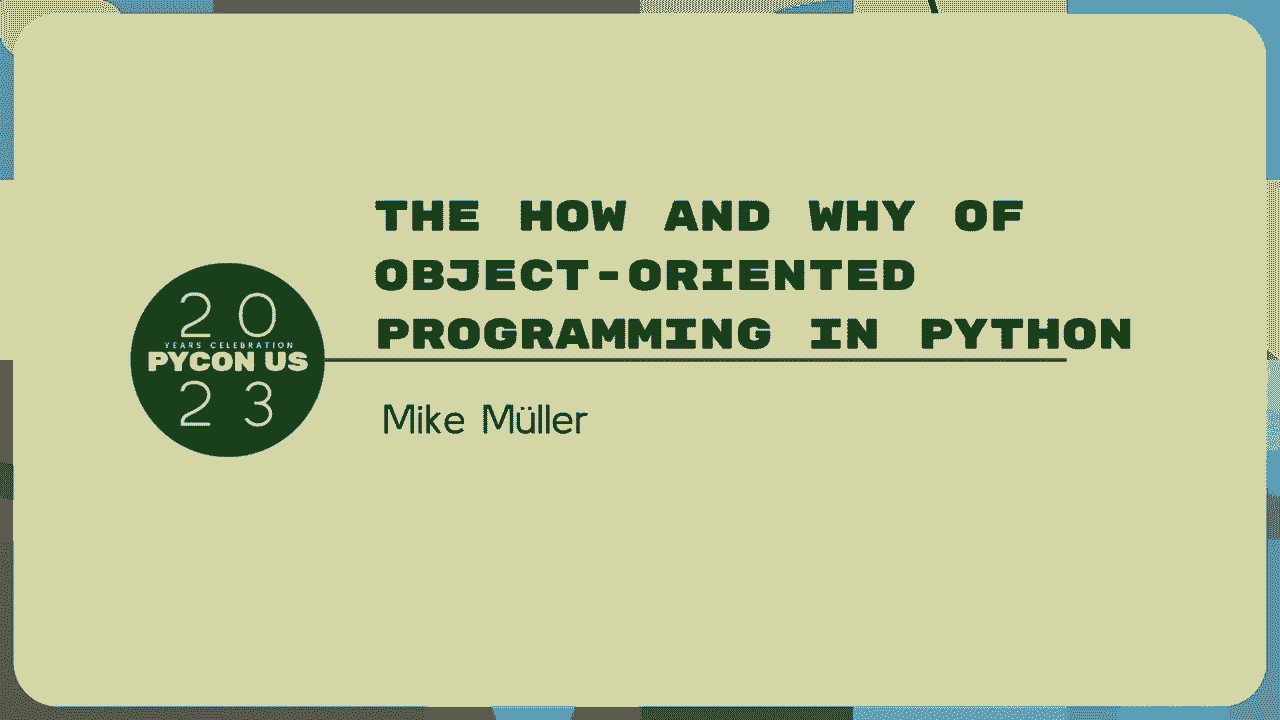 THE HOW AND WHY OF
OBJECT-ORIENTED
PROGRAMMING IN PYTHON
20
YEARS CELEBRATION
PYCON US
23
Mike Müller